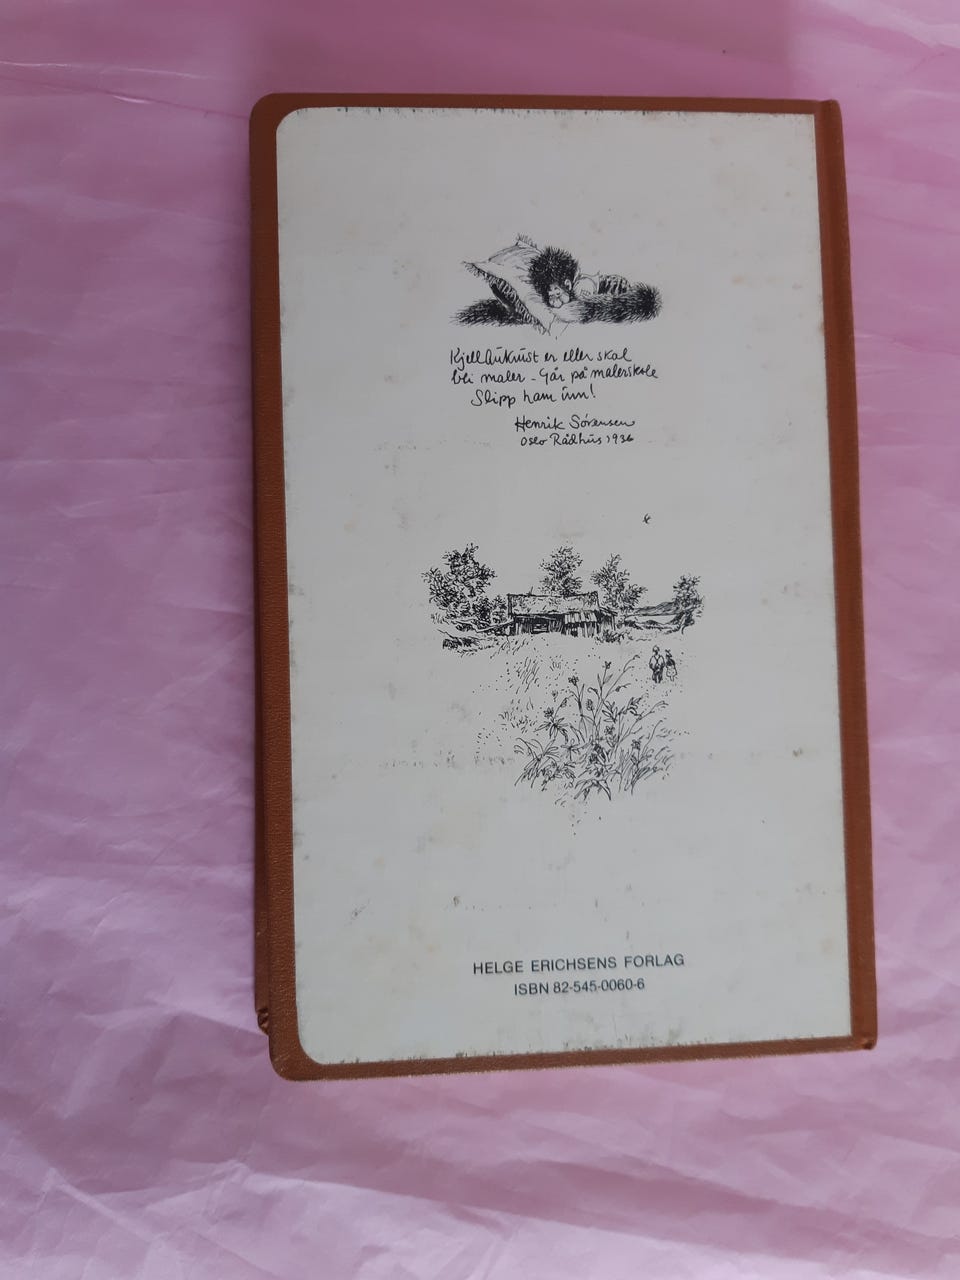 Kjell Aukrust er eller skal
bli maler - Går på malerskole
Slipp ham inn!
Henrik Sørensen
Oslo Rådhus 1936
HELGE ERICHSENS FORLAG
ISBN 82-545-0060-6